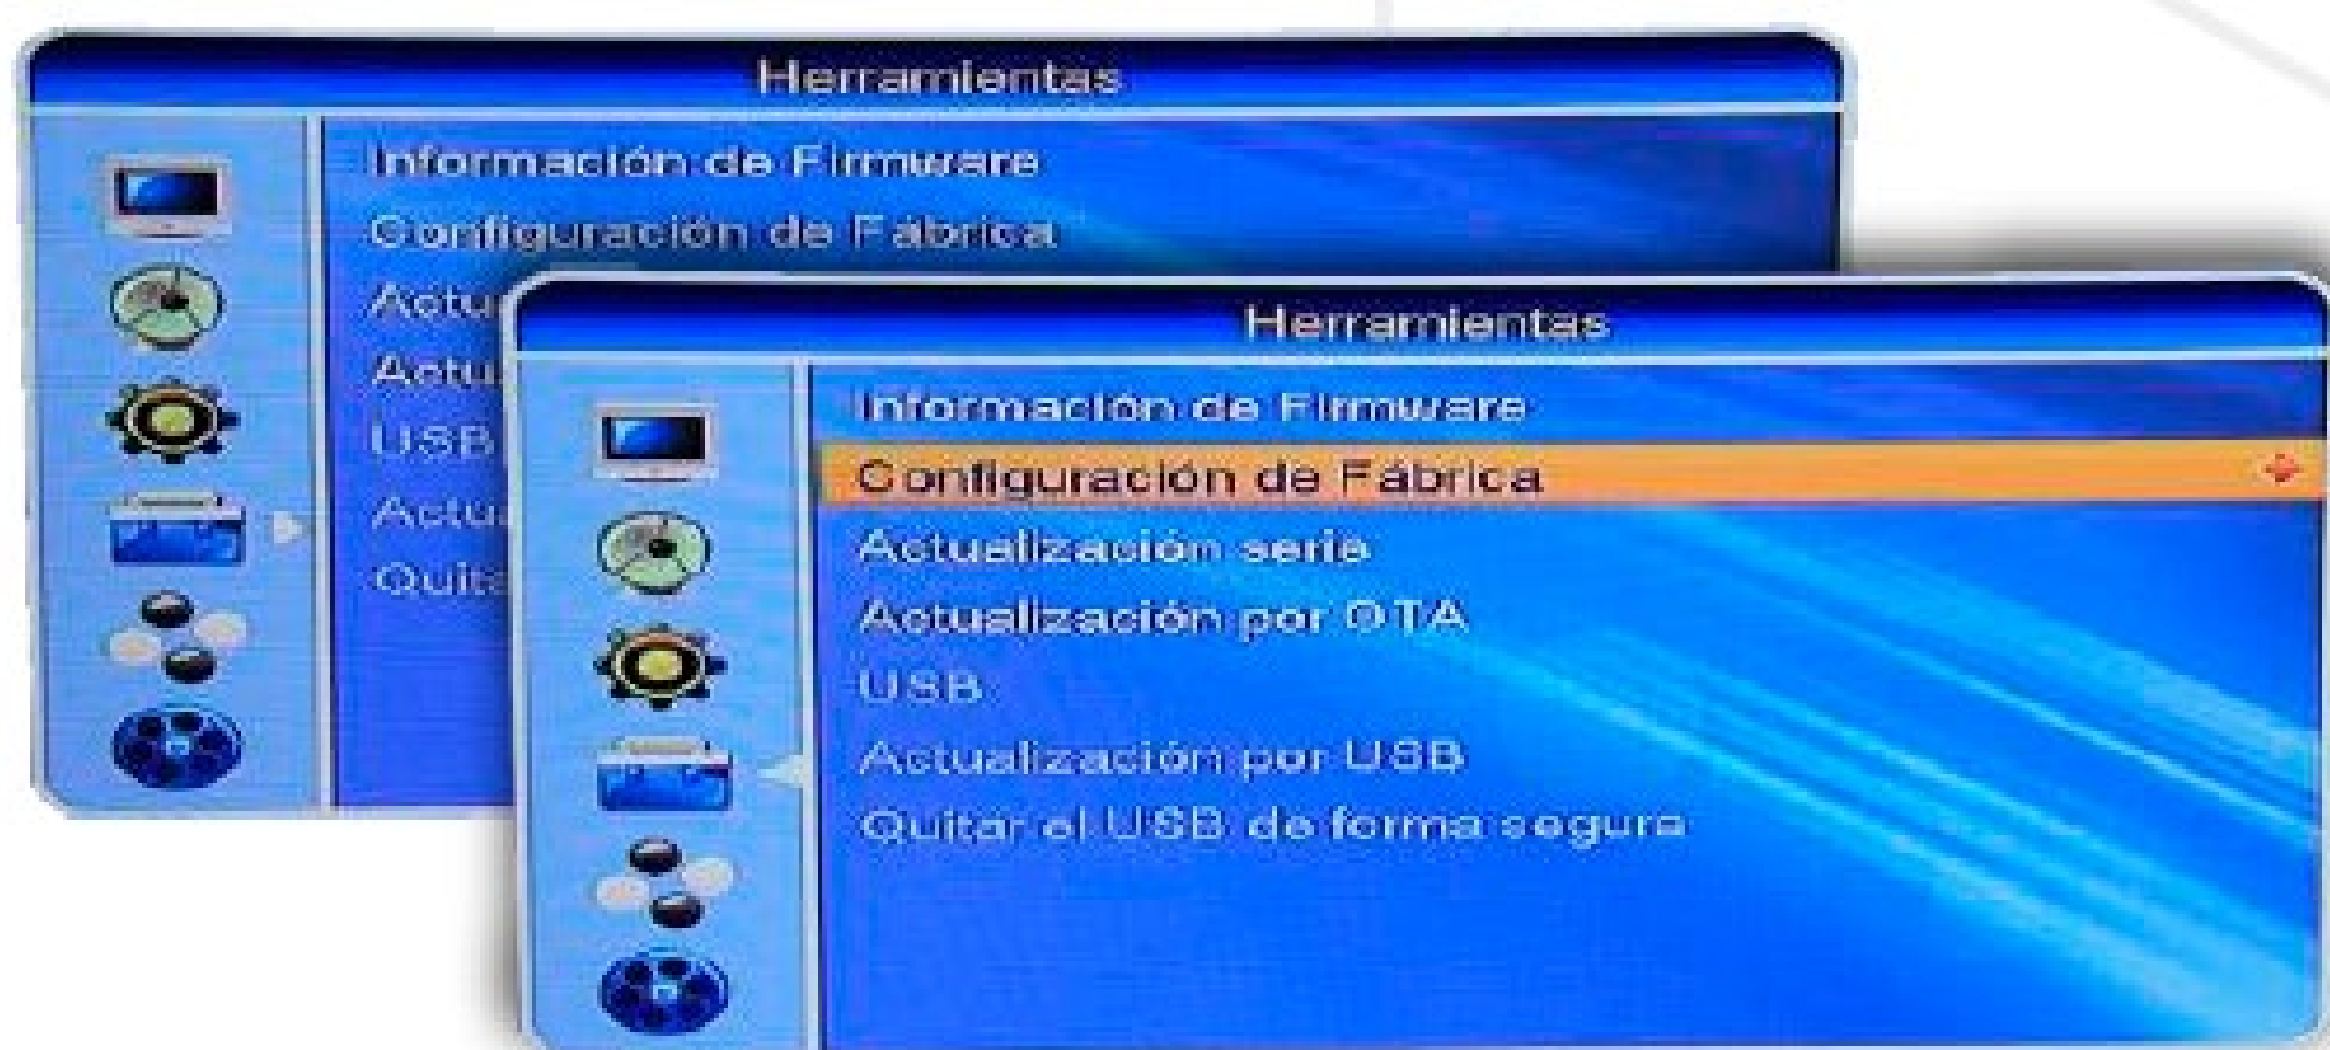 Herramientas
Información de Firmware
Configuración de Fábrica
Actu
Actu
USB
Actu
Quita
Herramientas
Información de Firmware
Configuración de Fábrica
Actualización serie
Actualización por OTA
USB
Actualización por USB
Quitar el USB de forma segura